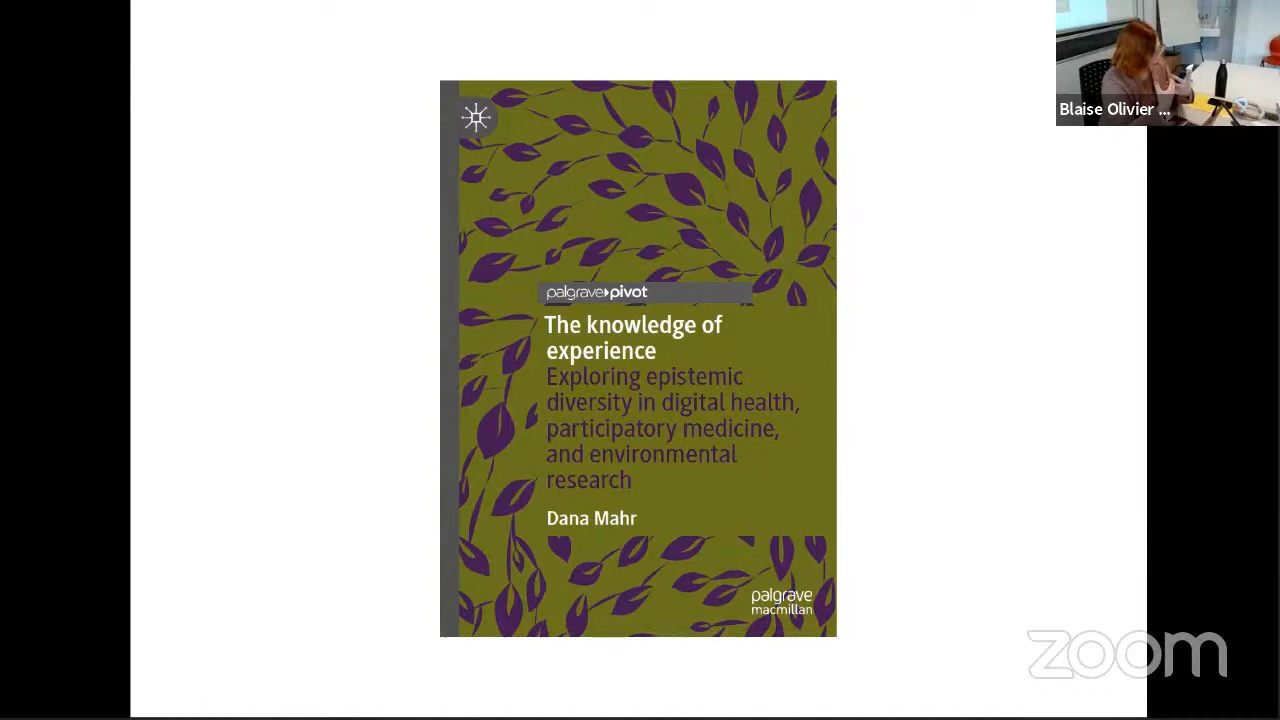 Blaise Olivier ...
palgrave pivot
The knowledge of
experience
Exploring epistemic
diversity in digital health,
participatory medicine,
and environmental
research
Dana Mahr
palgrave
macmillan
zoom